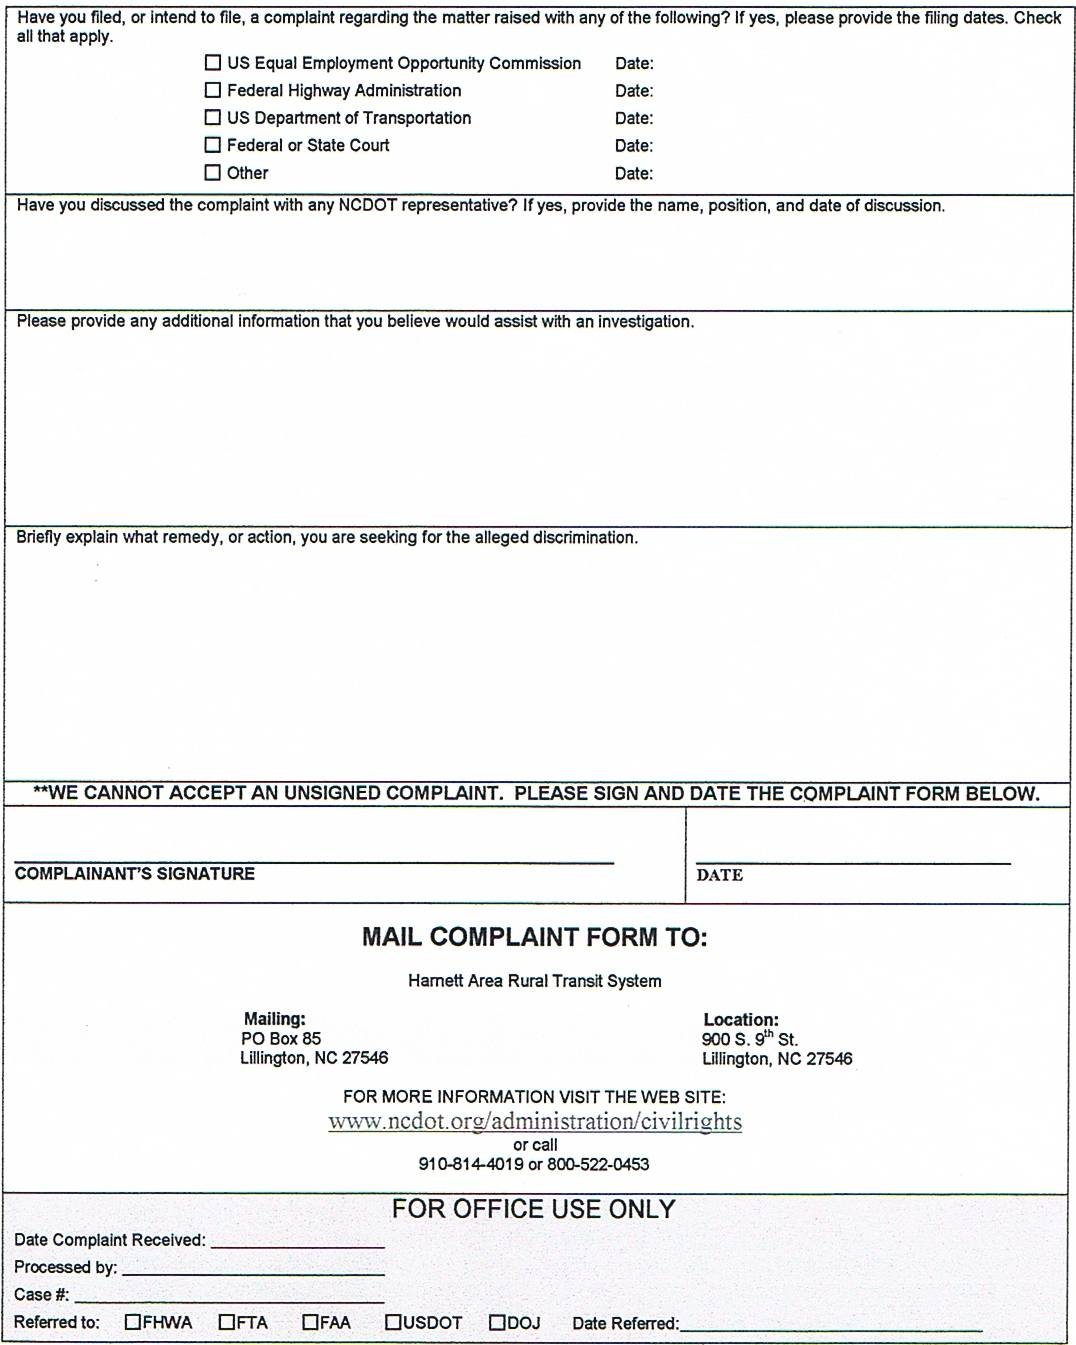 Have you filed, or intend to file, a complaint regarding the matter raised with any of the following? If yes, please provide the filing dates. Check
all that apply.
☐ US Equal Employment Opportunity Commission Date:
☐ Federal Highway Administration Date:
☐ US Department of Transportation Date:
☐ Federal or State Court Date:
☐ Other Date:
Have you discussed the complaint with any NCDOT representative? If yes, provide the name, position, and date of discussion.
Please provide any additional information that you believe would assist with an investigation.
Briefly explain what remedy, or action, you are seeking for the alleged discrimination.
**WE CANNOT ACCEPT AN UNSIGNED COMPLAINT. PLEASE SIGN AND DATE THE COMPLAINT FORM BELOW.
COMPLAINANT'S SIGNATURE DATE
MAIL COMPLAINT FORM TO:
Harnett Area Rural Transit System
Mailing: Location:
PO Box 85 900 S. 9th St.
Lillington, NC 27546 Lillington, NC 27546
FOR MORE INFORMATION VISIT THE WEB SITE:
www.ncdot.org/administration/civilrights
or call
910-814-4019 or 800-522-0453
FOR OFFICE USE ONLY
Date Complaint Received:
Processed by:
Case #:
Referred to: ☐FHWA ☐FTA ☐FAA ☐USDOT ☐DOJ Date Referred: